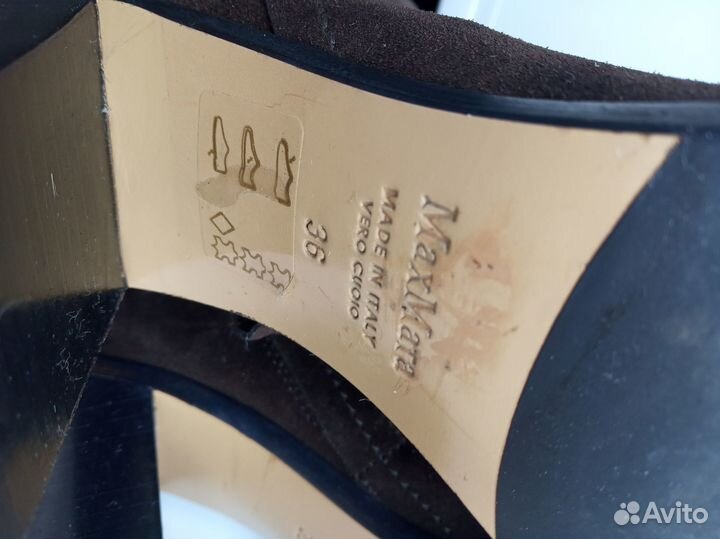 MaxMara
MADE IN ITALY
VERO CUOIO
36
Avito